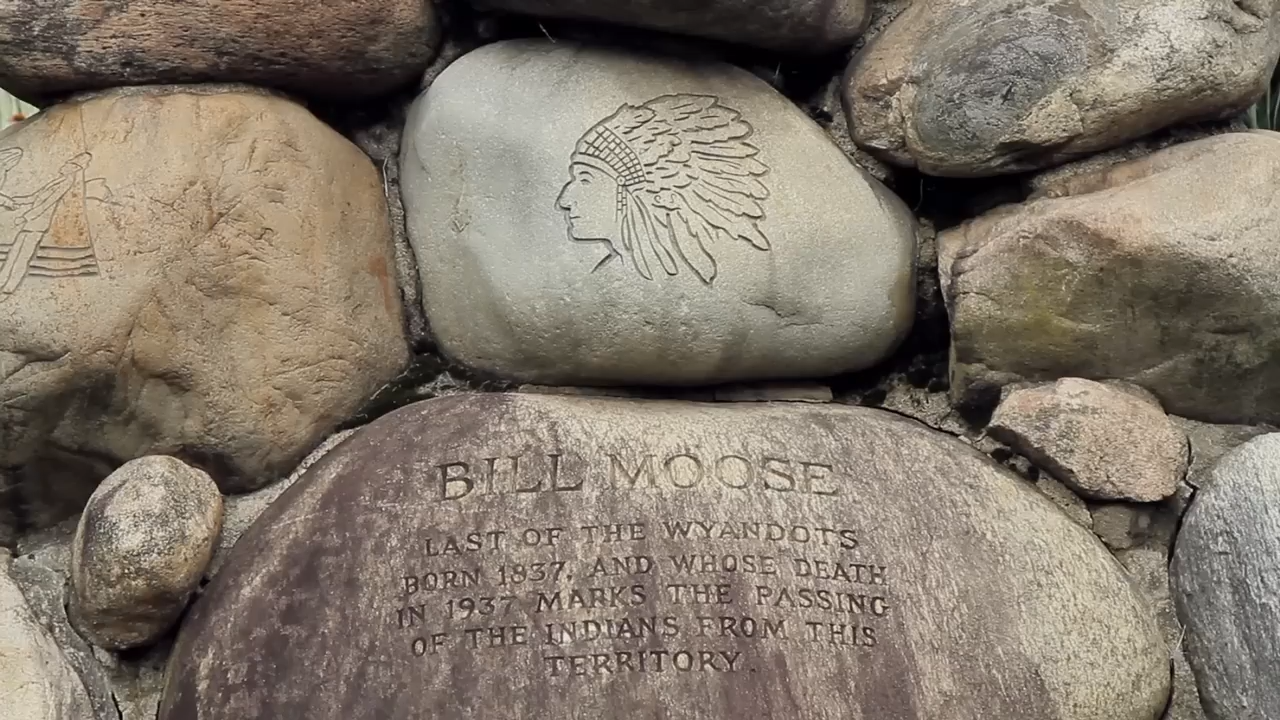 BILL MOOSE
LAST OF THE WYANDOTS
BORN 1837, AND WHOSE DEATH
IN 1937 MARKS THE PASSING
OF THE INDIANS FROM THIS
TERRITORY.